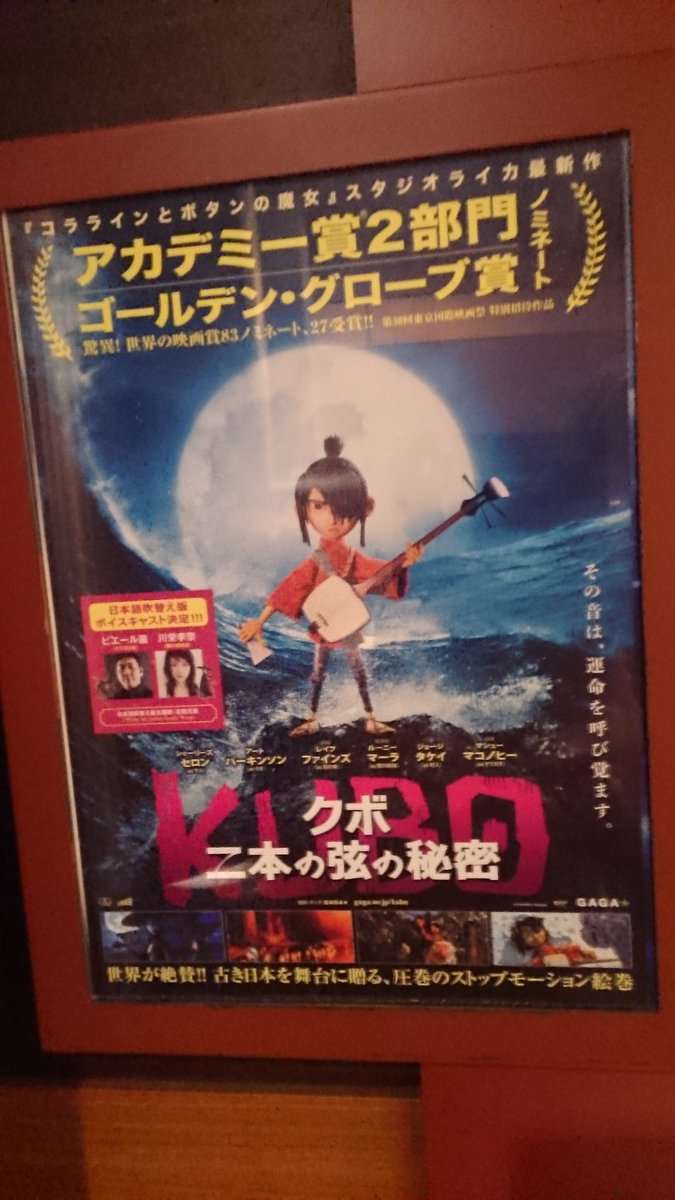 『コララインとボタンの魔女』スタジオライカ最新作
アカデミー賞®2部門
ゴールデン・グローブ賞
ノミネート
驚異!世界の映画賞83ノミネート、27受賞!! 第30回東京国際映画祭 特別招待作品
その音は、運命を呼び覚ます。
日本語吹替え版
ボイスキャスト決定!!!
ピエール瀧 川栄李奈
シャーリーズ セロン
アート パーキンソン
レイフ ファインズ
ルーニー マーラ
ジョージ タケイ
マシュー マコノヒー
KUBO
クボ
二本の弦の秘密
gaga.ne.jp/kubo
GAGA
世界が絶賛!!古き日本を舞台に贈る、圧巻のストップモーション絵巻